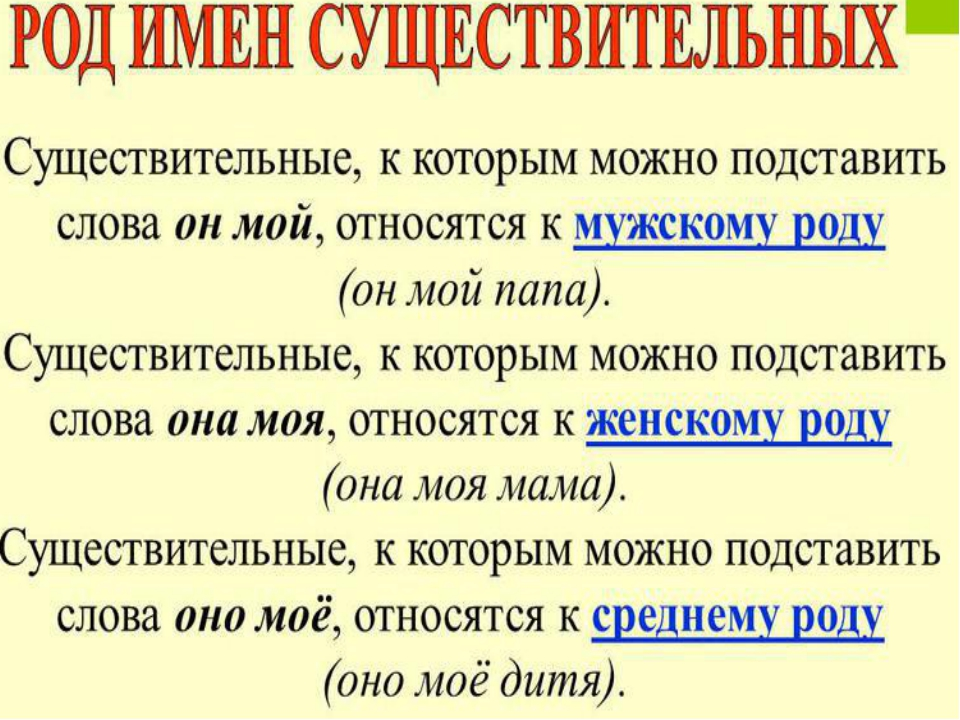 РОД ИМЕН СУЩЕСТВИТЕЛЬНЫХ
Существительные, к которым можно подставить
слова он мой, относятся к мужскому роду
(он мой папа).
Существительные, к которым можно подставить
слова она моя, относятся к женскому роду
(она моя мама).
Существительные, к которым можно подставить
слова оно моё, относятся к среднему роду
(оно моё дитя).